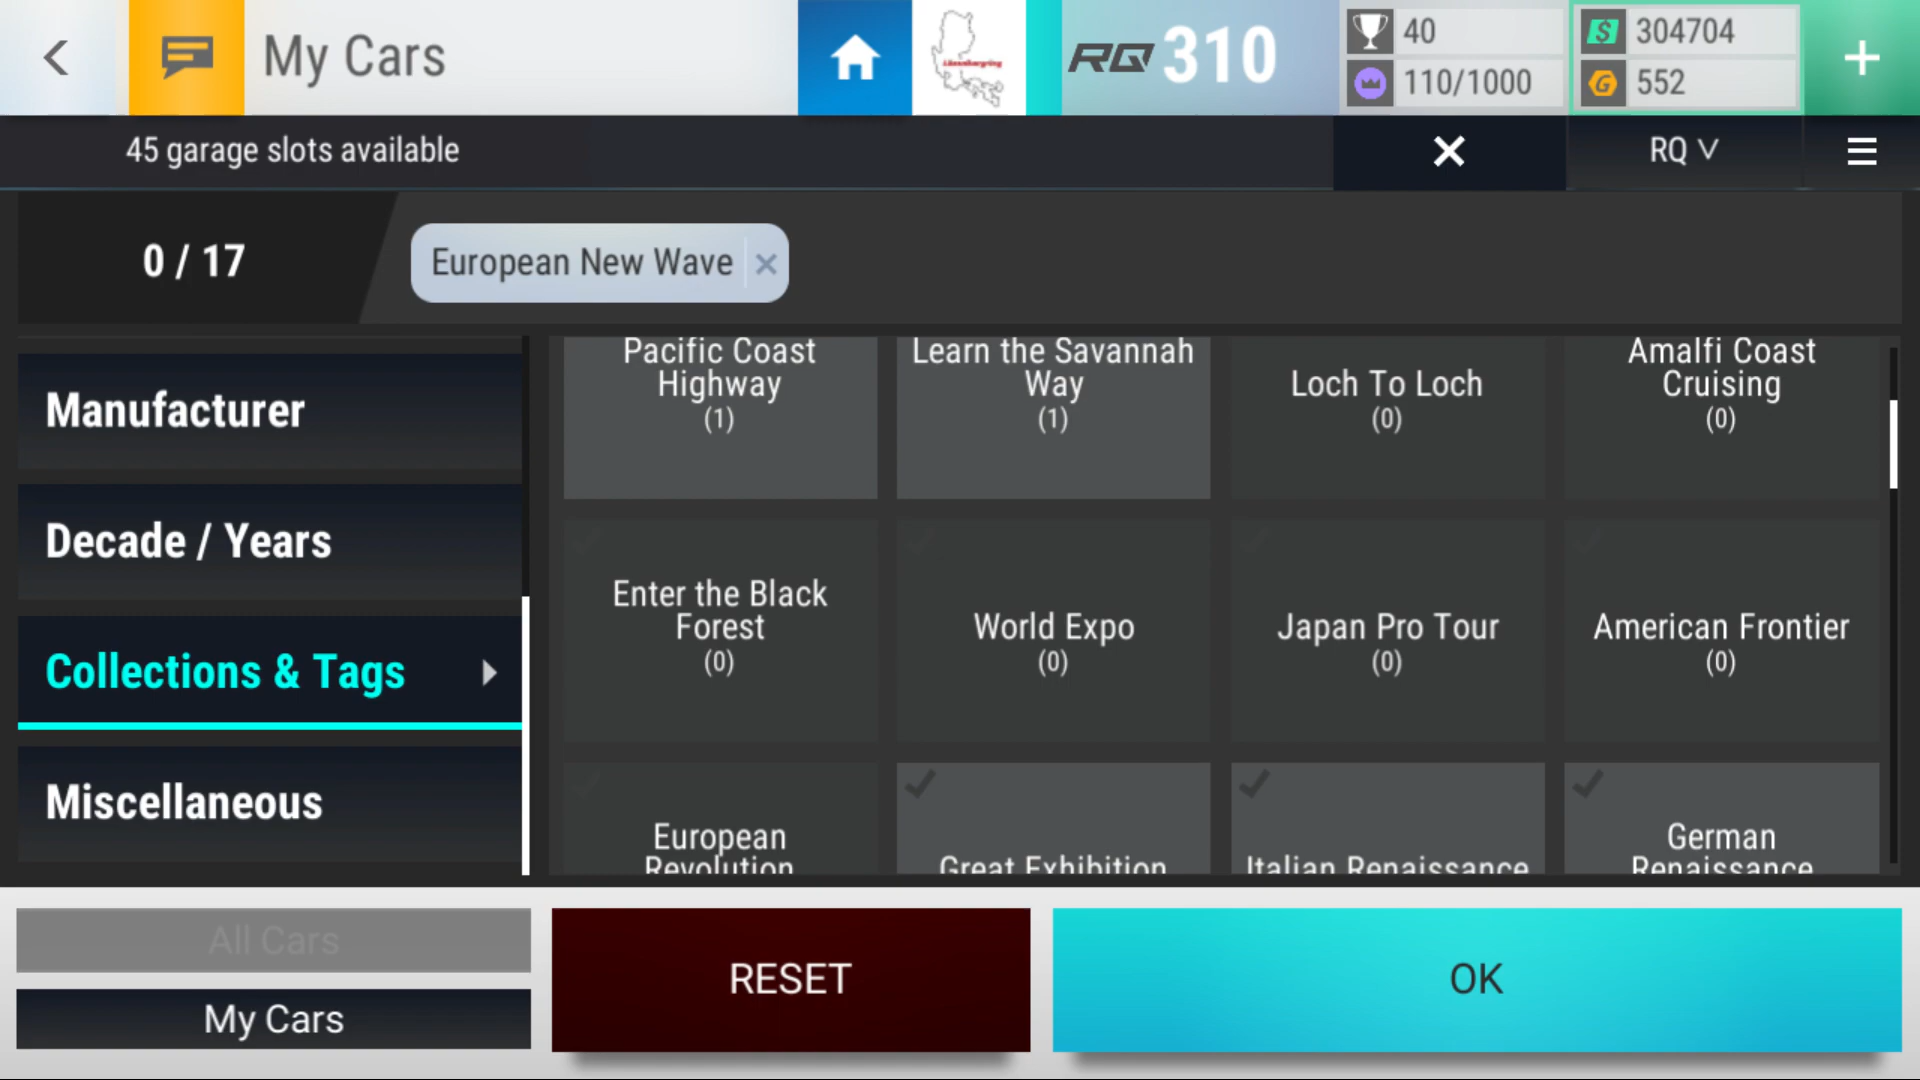 My Cars
RQ 310
40
110/1000
304704
552
45 garage slots available
RQ
0 / 17
European New Wave
Manufacturer
Decade / Years
Collections & Tags
Miscellaneous
Pacific Coast
Highway
(1)
Learn the Savannah
Way
(1)
Loch To Loch
(0)
Amalfi Coast
Cruising
(0)
Enter the Black
Forest
(0)
World Expo
(0)
Japan Pro Tour
(0)
American Frontier
(0)
European
Revolution
Great Exhibition
Italian Renaissance
German
Renaissance
All Cars
My Cars
RESET
OK